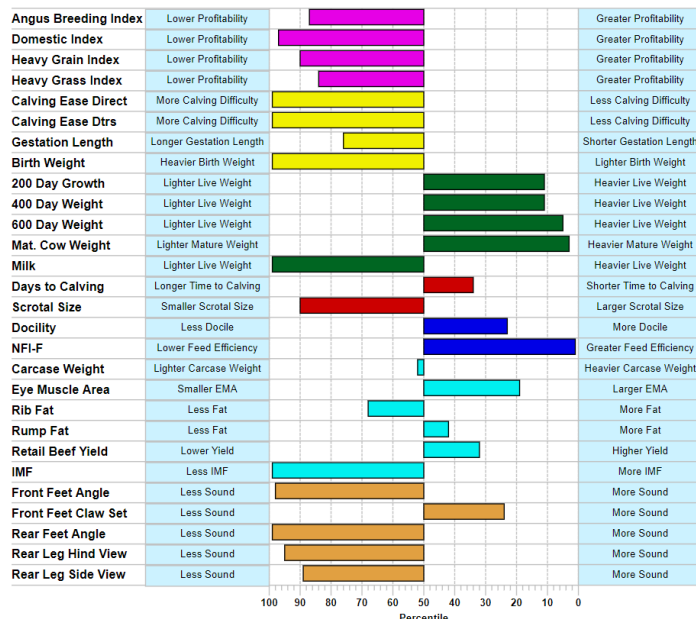 Angus Breeding Index Lower Profitability Greater Profitability
Domestic Index Lower Profitability Greater Profitability
Heavy Grain Index Lower Profitability Greater Profitability
Heavy Grass Index Lower Profitability Greater Profitability
Calving Ease Direct More Calving Difficulty Less Calving Difficulty
Calving Ease Dtrs More Calving Difficulty Less Calving Difficulty
Gestation Length Longer Gestation Length Shorter Gestation Length
Birth Weight Heavier Birth Weight Lighter Birth Weight
200 Day Growth Lighter Live Weight Heavier Live Weight
400 Day Weight Lighter Live Weight Heavier Live Weight
600 Day Weight Lighter Live Weight Heavier Live Weight
Mat. Cow Weight Lighter Mature Weight Heavier Mature Weight
Milk Lighter Live Weight Heavier Live Weight
Days to Calving Longer Time to Calving Shorter Time to Calving
Scrotal Size Smaller Scrotal Size Larger Scrotal Size
Docility Less Docile More Docile
NFI-F Lower Feed Efficiency Greater Feed Efficiency
Carcase Weight Lighter Carcase Weight Heavier Carcase Weight
Eye Muscle Area Smaller EMA Larger EMA
Rib Fat Less Fat More Fat
Rump Fat Less Fat More Fat
Retail Beef Yield Lower Yield Higher Yield
IMF Less IMF More IMF
Front Feet Angle Less Sound More Sound
Front Feet Claw Set Less Sound More Sound
Rear Feet Angle Less Sound More Sound
Rear Leg Hind View Less Sound More Sound
Rear Leg Side View Less Sound More Sound
100 90 80 70 60 50 40 30 20 10 0
Percentile